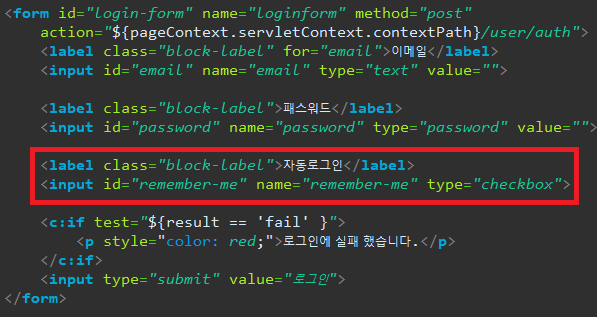 <form id="login-form" name="loginform" method="post"
action="${pageContext.servletContext.contextPath}/user/auth">
<label class="block-label" for="email">이메일</label>
<input id="email" name="email" type="text" value="">
<label class="block-label">패스워드</label>
<input id="password" name="password" type="password" value="">
<label class="block-label">자동로그인</label>
<input id="remember-me" name="remember-me" type="checkbox">
<c:if test="${result == 'fail' }">
<p style="color: red;">로그인에 실패 했습니다.</p>
</c:if>
<input type="submit" value="로그인">
</form>